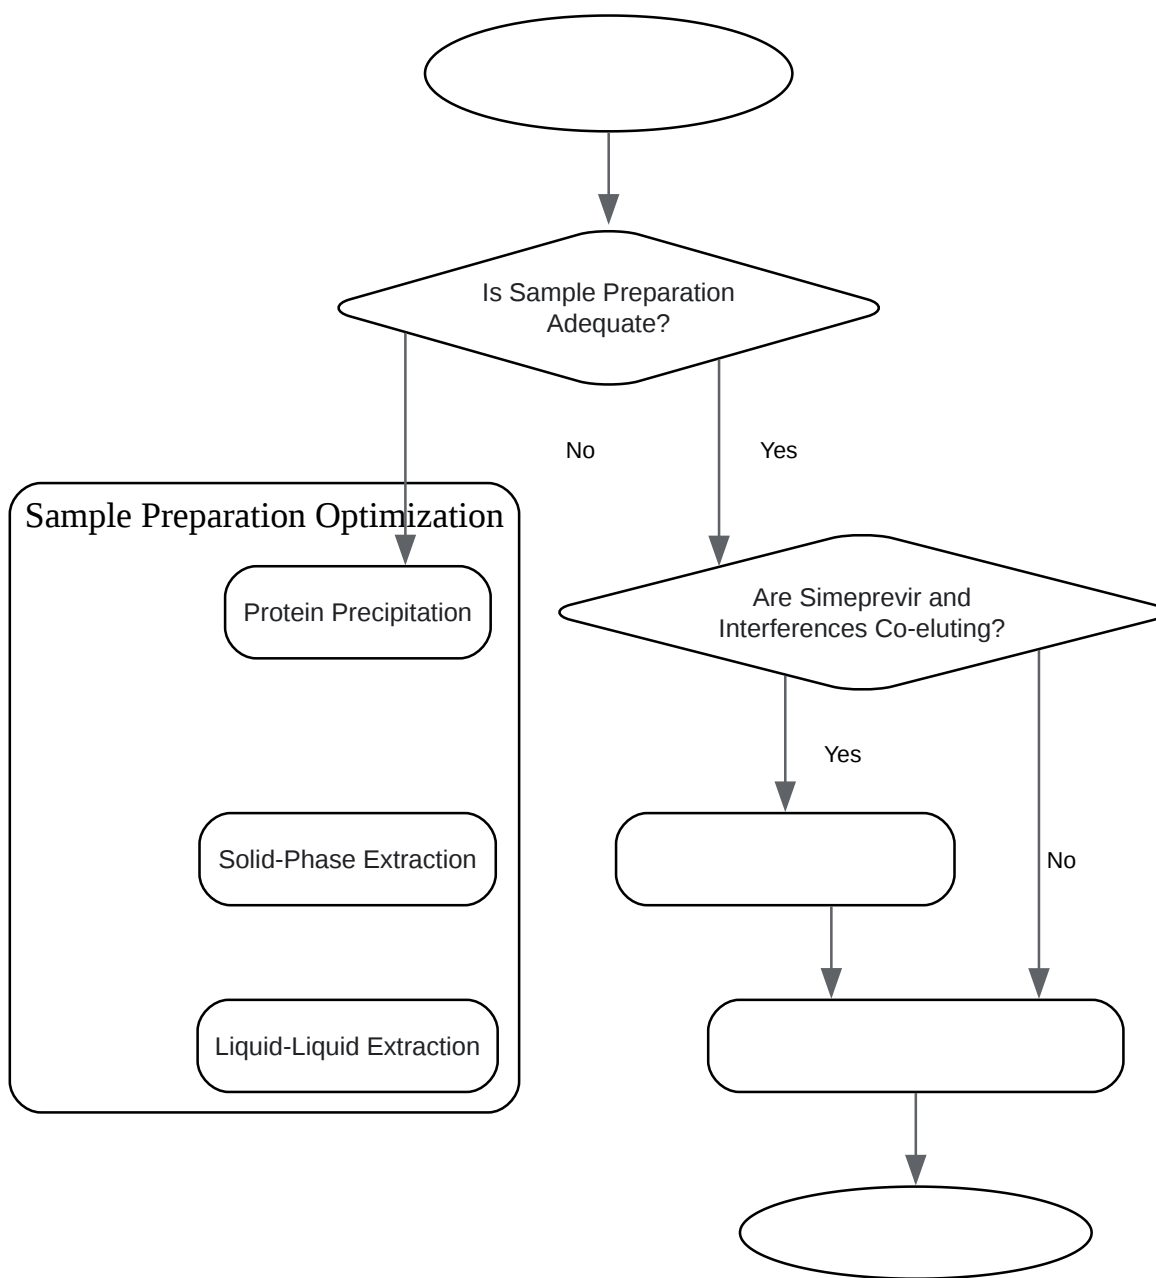 Is Sample Preparation
Adequate?
No
Yes
Sample Preparation Optimization
Protein Precipitation
Are Simeprevir and
Interferences Co-eluting?
Yes
Solid-Phase Extraction
No
Liquid-Liquid Extraction